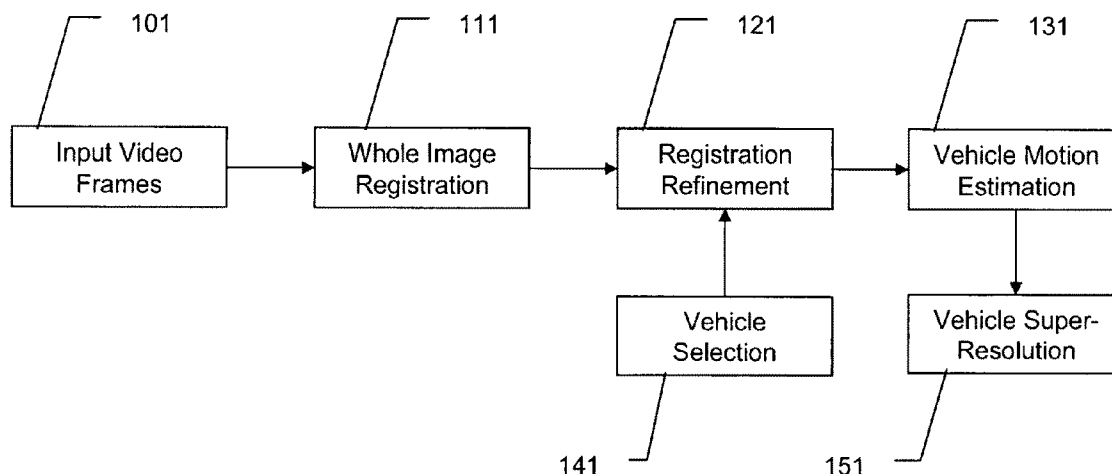 101
111
121
131
Input Video
Frames
Whole Image
Registration
Registration
Refinement
Vehicle Motion
Estimation
Vehicle
Selection
Vehicle Super-
Resolution
141
151